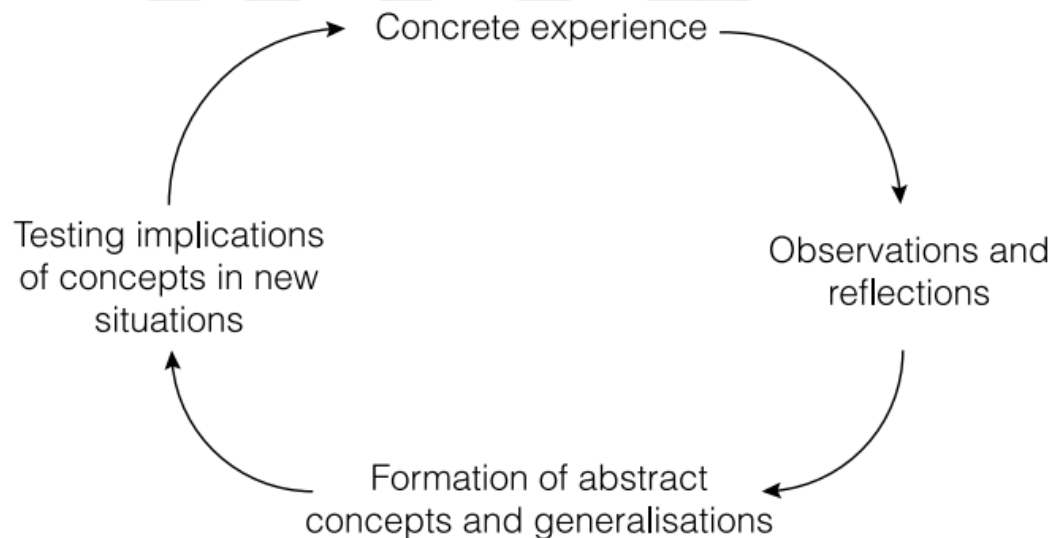 Concrete experience
Observations and
reflections
Formation of abstract
concepts and generalisations
Testing implications
of concepts in new
situations